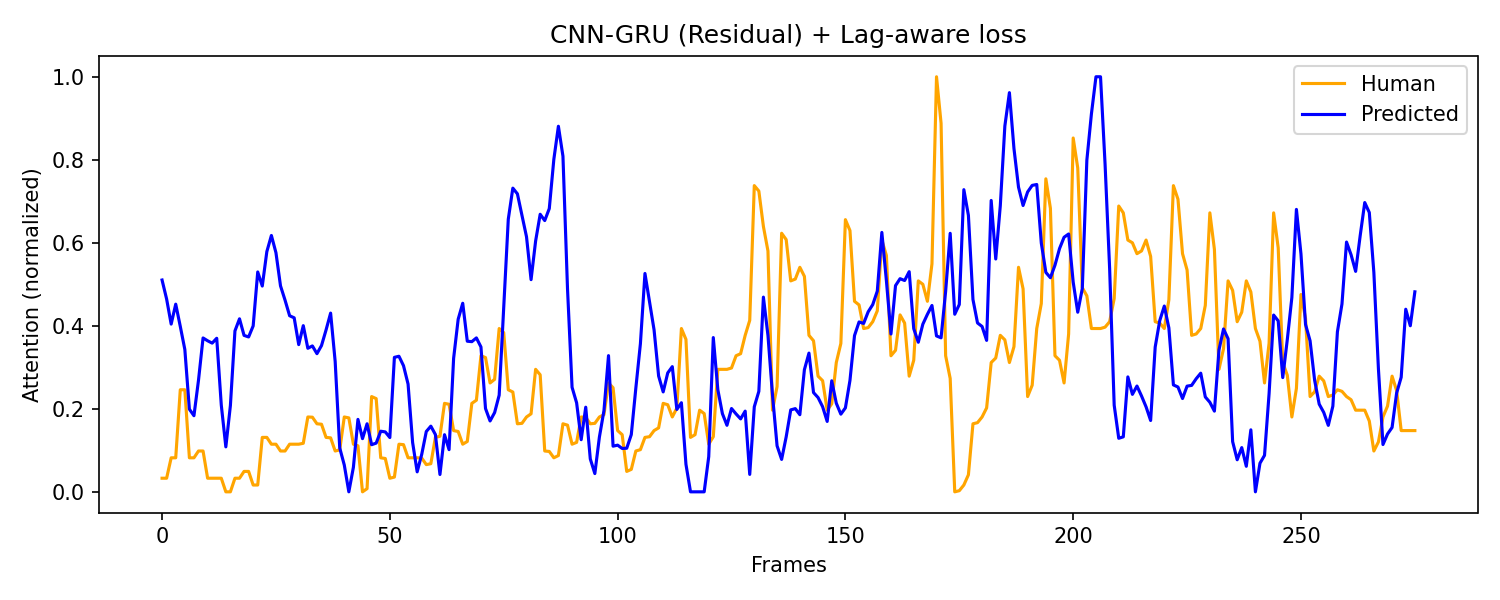 CNN-GRU (Residual) + Lag-aware loss
Human
Predicted
Attention (normalized)
1.0
0.8
0.6
0.4
0.2
0.0
0 50 100 150 200 250
Frames